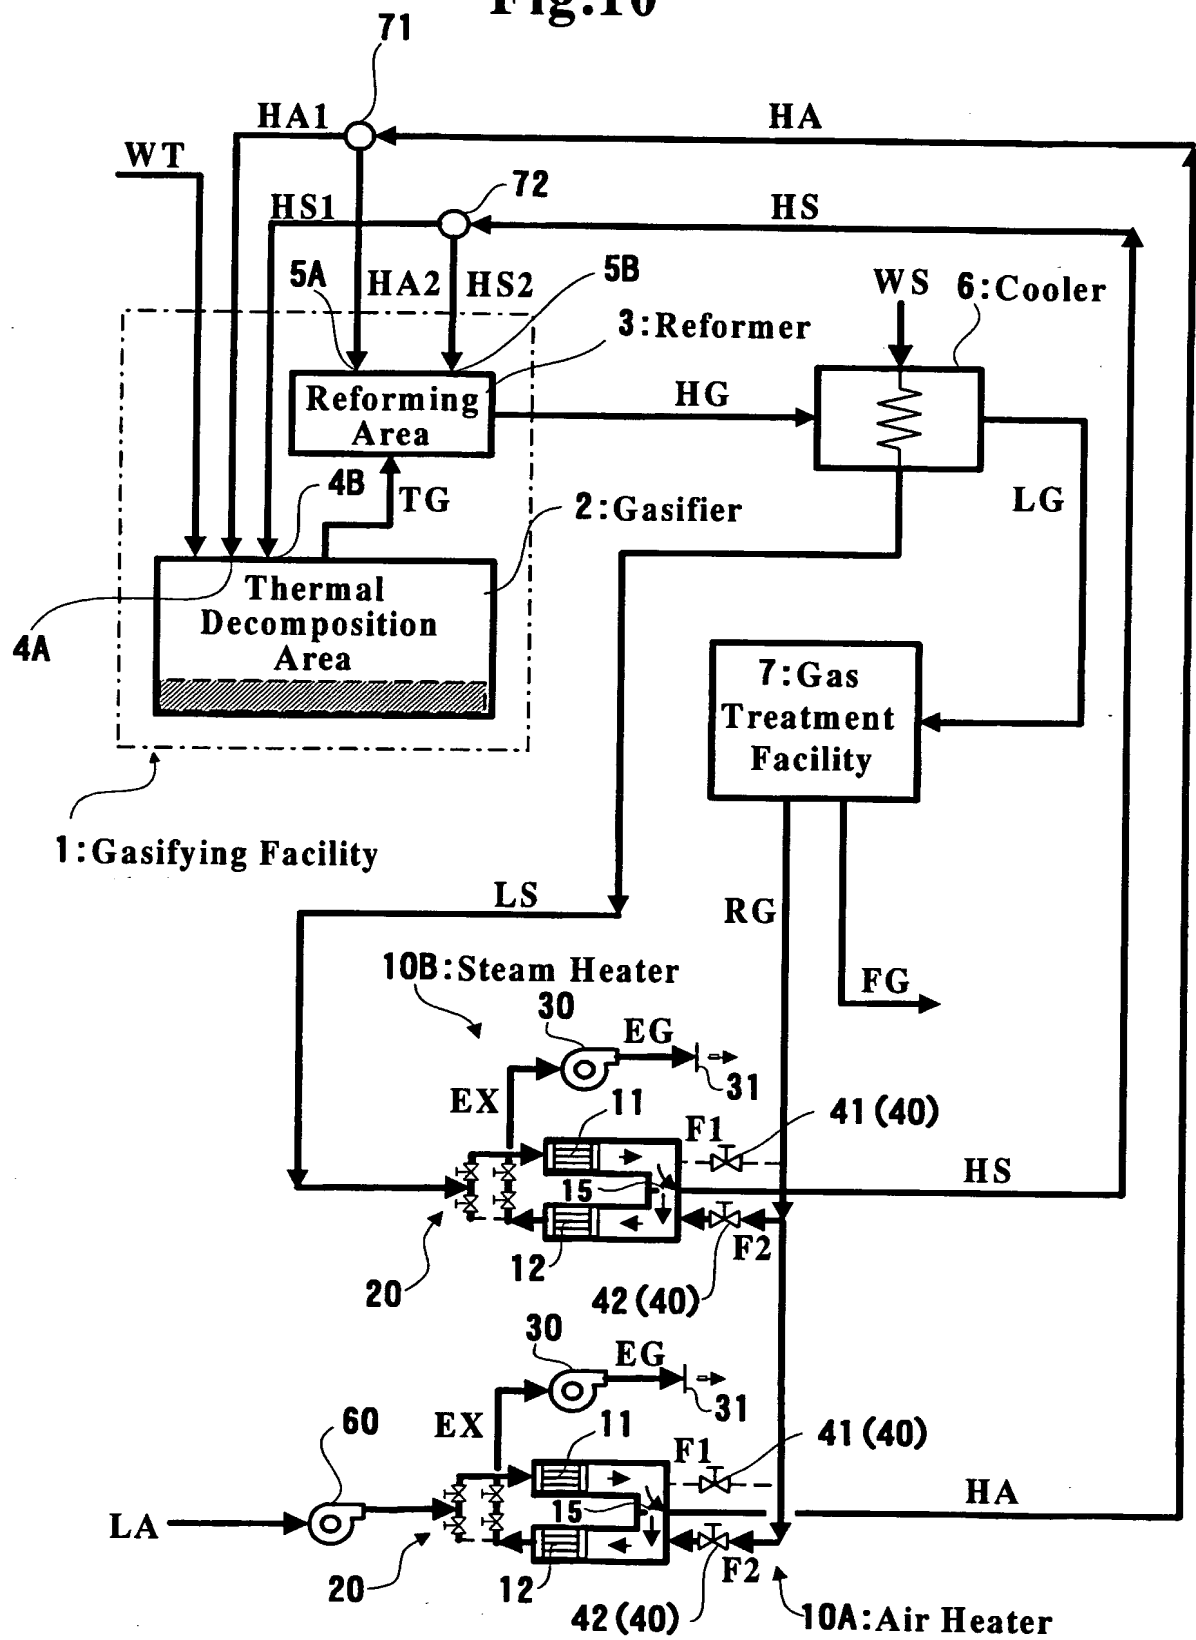 Fig.10
71
HA1
HA
WT
72
HS1
HS
5A
HA2
HS2
5B
WS
6:Cooler
3:Reformer
Reforming
Area
HG
4B
TG
2:Gasifier
LG
Thermal
Decomposition
Area
4A
7:Gas
Treatment
Facility
1:Gasifying Facility
LS
RG
10B:Steam Heater
FG
30
EG
31
EX
11
F1
41(40)
15
HS
12
F2
20
42(40)
30
EG
31
60
EX
11
F1
41(40)
15
HA
LA
20
12
F2
42(40)
10A:Air Heater